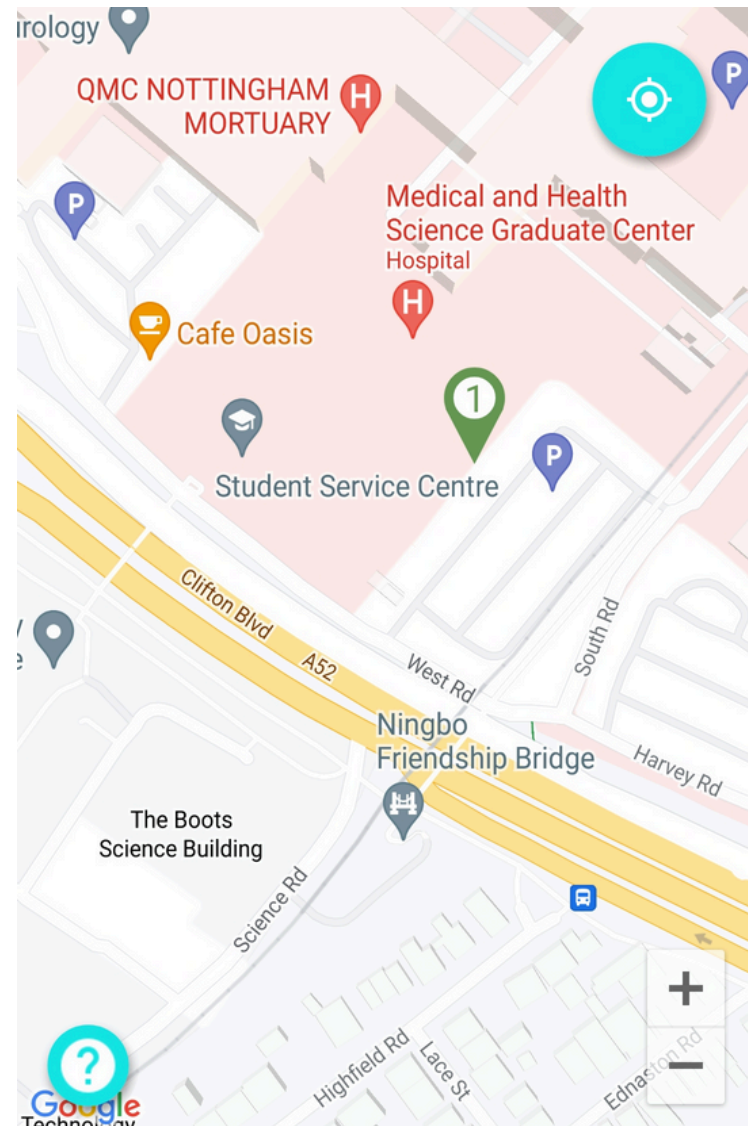 urology
QMC NOTTINGHAM
MORTUARY
H
P
Medical and Health
Science Graduate Center
Hospital
H
P
Cafe Oasis
1
P
Student Service Centre
Clifton Blvd
A52
West Rd
South Rd
Ningbo
Friendship Bridge
Harvey Rd
The Boots
Science Building
Science Rd
+
Highfield Rd
Lace St
Ednaston Rd
−
?
Google
Technology